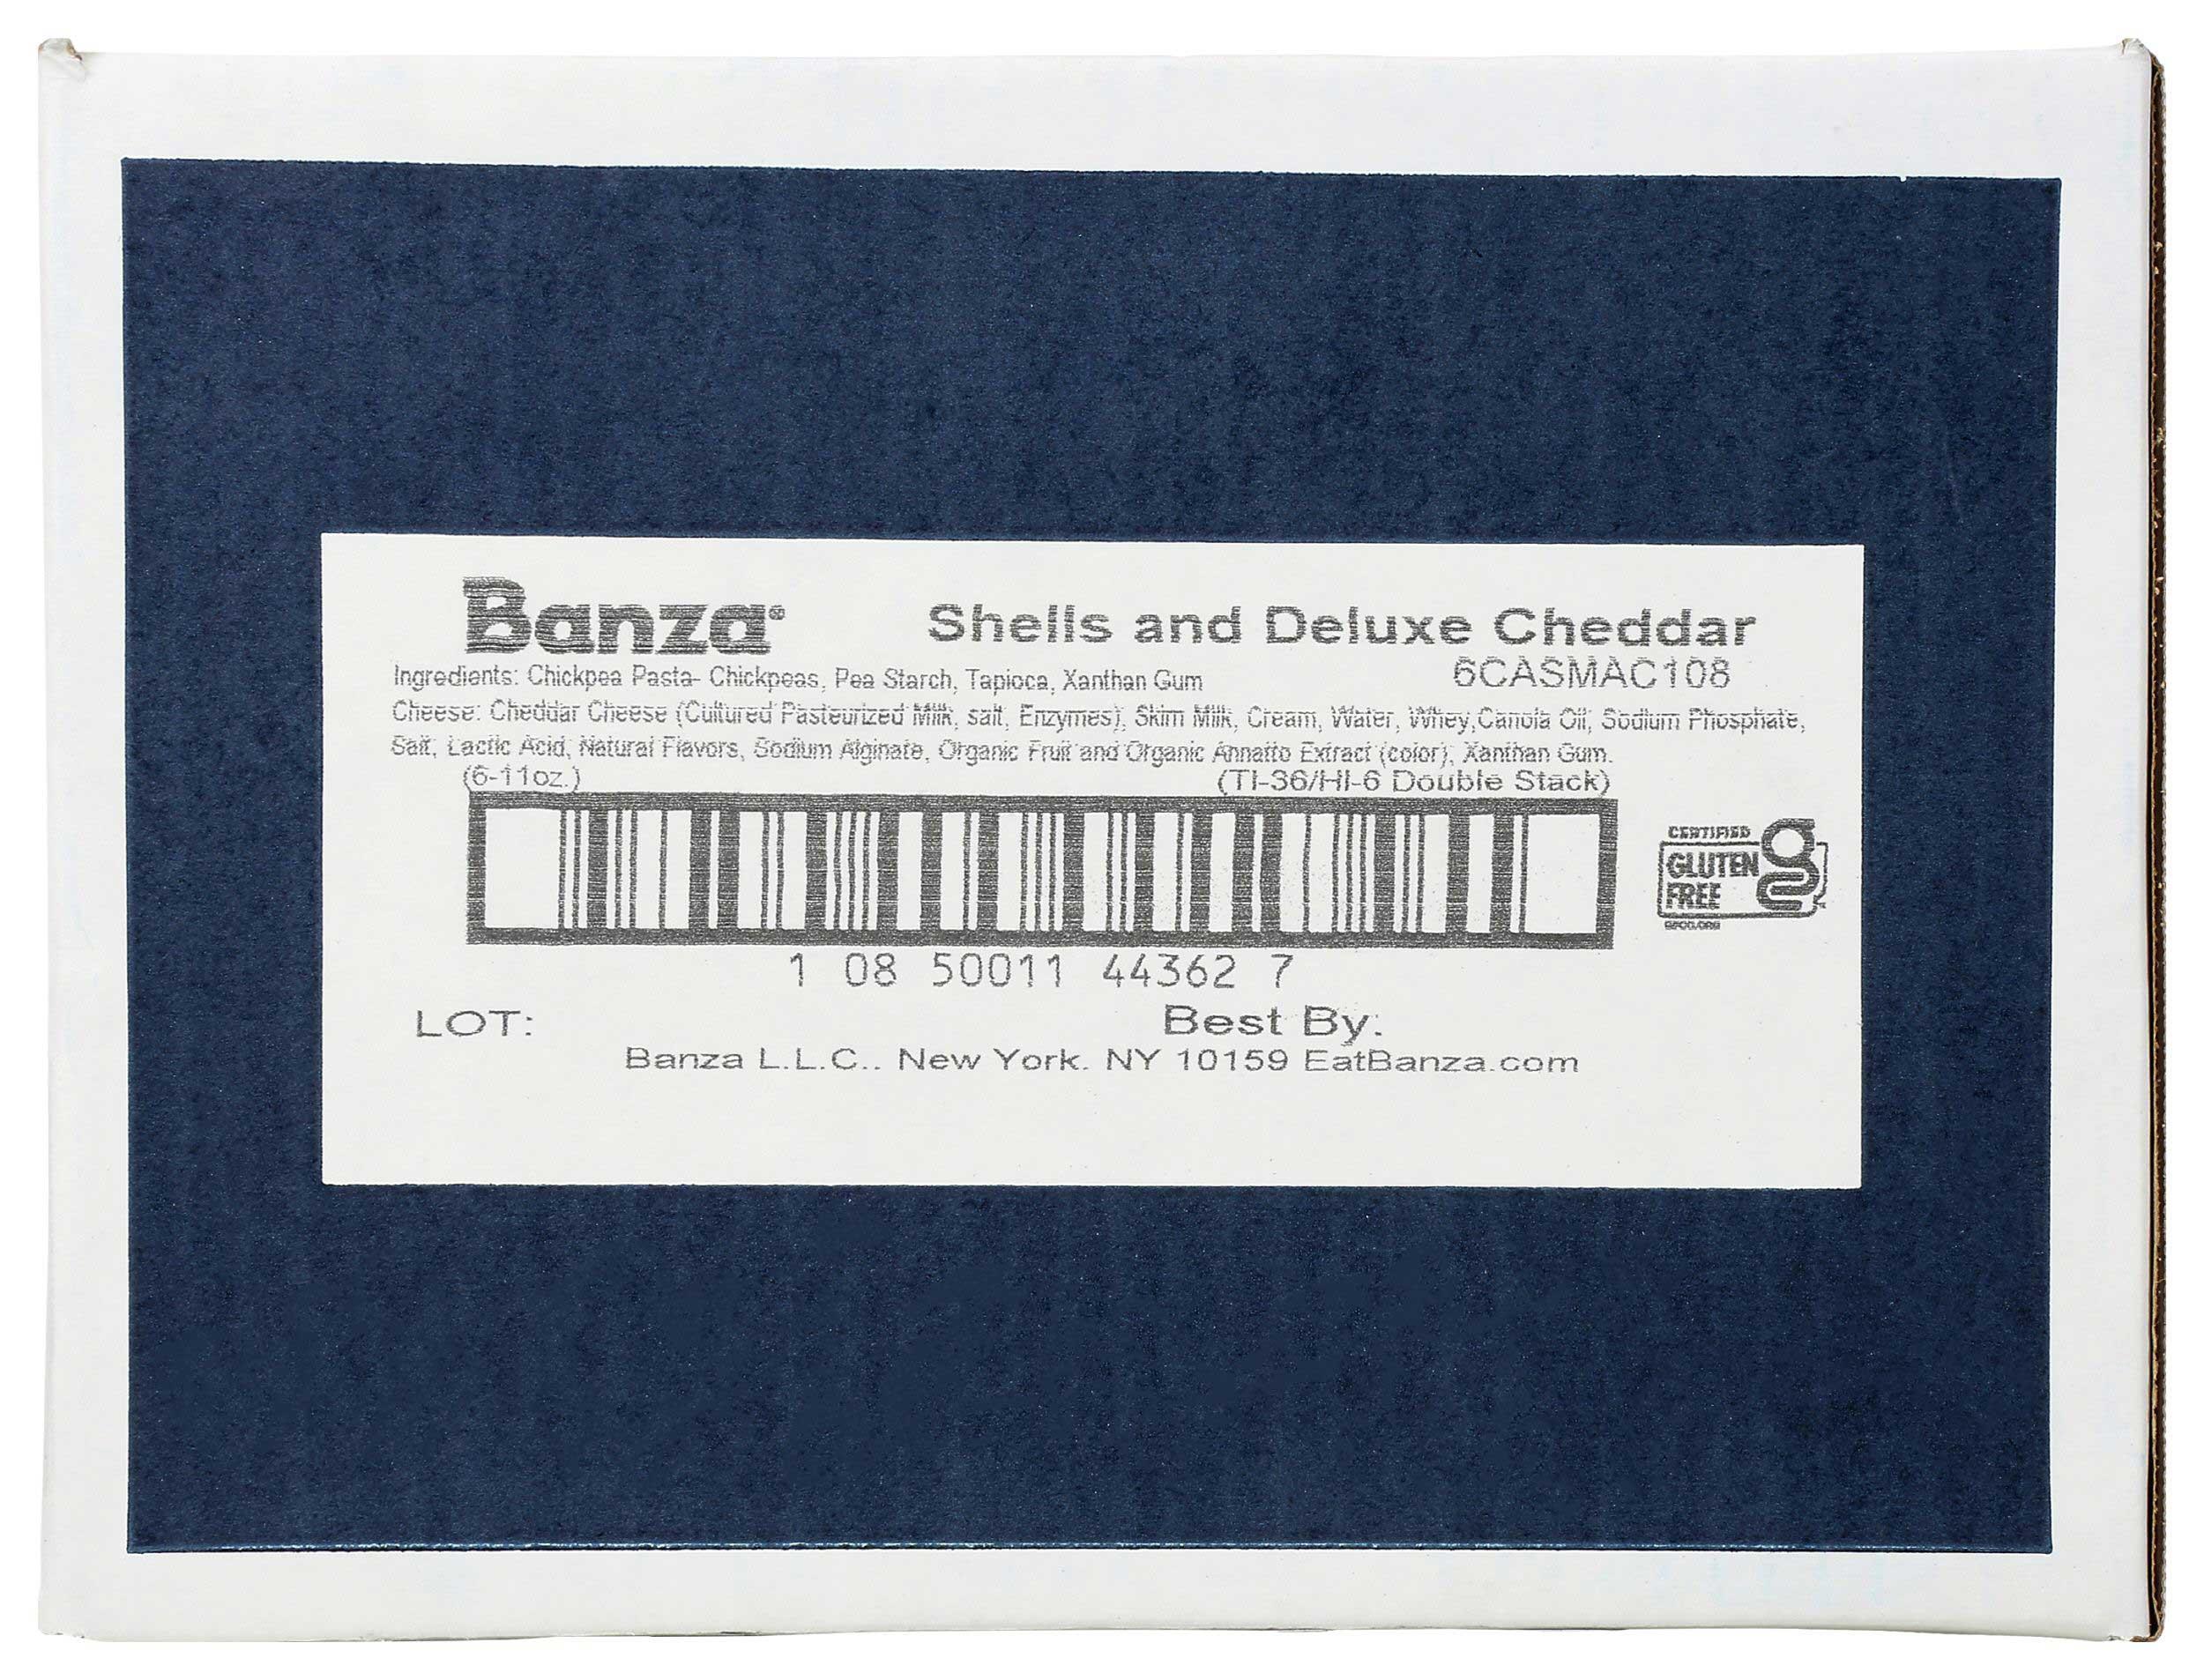 Banza®
Shells and Deluxe Cheddar
Ingredients: Chickpea Pasta- Chickpeas, Pea Starch, Tapioca, Xanthan Gum
6CASMAC108
Cheese: Cheddar Cheese (Cultured Pasteurized Milk, salt, Enzymes), Skim Milk, Cream, Water, Whey,Canola Oil, Sodium Phosphate,
Salt, Lactic Acid, Natural Flavors, Sodium Alginate, Organic Fruit and Organic Annatto Extract (color), Xanthan Gum.
(6-11oz.)
(TI-36/HI-6 Double Stack)
CERTIFIED
GLUTEN
FREE
GFCO.ORG
1 08 50011 44362 7
LOT:
Best By:
Banza L.L.C.. New York. NY 10159 EatBanza.com